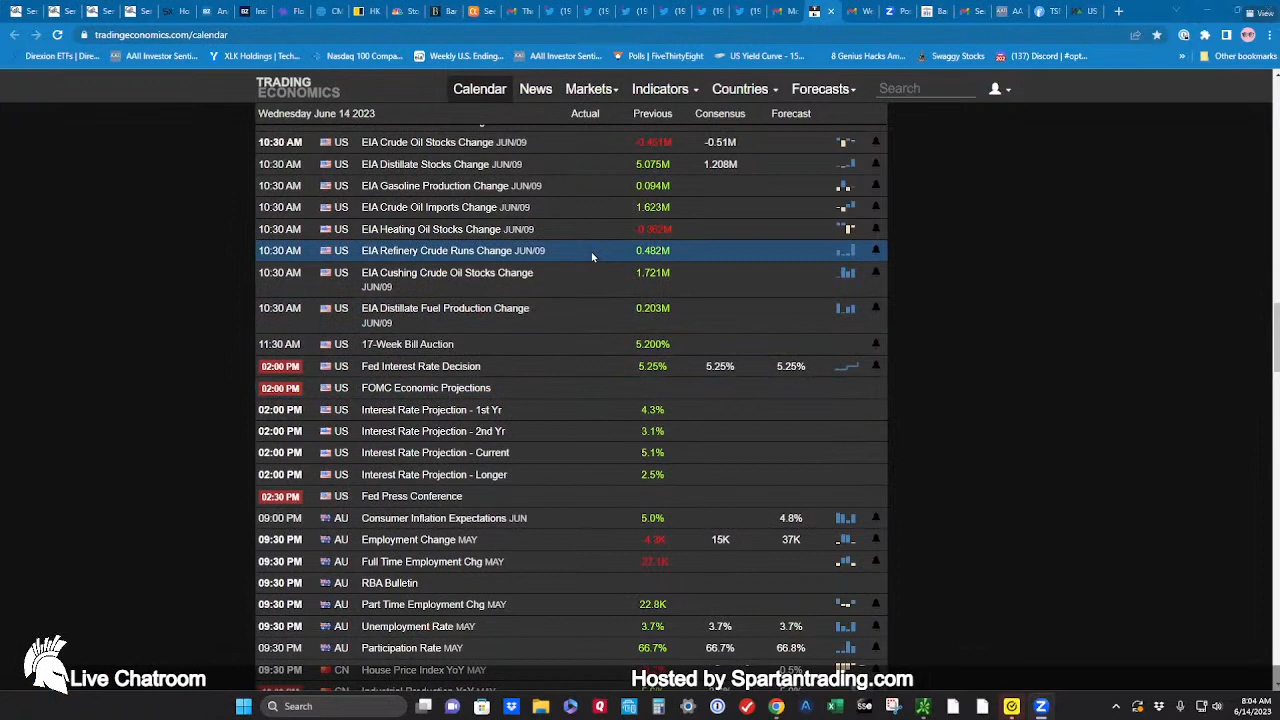 tradingeconomics.com/calendar
Direxion ETFs | Dire...
AAII Investor Senti...
XLK Holdings | Tech...
Nasdaq 100 Compa...
Weekly U.S. Ending...
AAII Investor Senti...
Polls | FiveThirtyEight
US Yield Curve - 15...
8 Genius Hacks Am...
Swaggy Stocks
(137) Discord | #opt...
»
Other bookmarks
TRADING
ECONOMICS
Calendar News Markets Indicators Countries Forecasts Search
Wednesday June 14 2023 Actual Previous Consensus Forecast
10:30 AM US EIA Crude Oil Stocks Change JUN/09 -0.451M -0.51M
10:30 AM US EIA Distillate Stocks Change JUN/09 5.075M 1.208M
10:30 AM US EIA Gasoline Production Change JUN/09 0.094M
10:30 AM US EIA Crude Oil Imports Change JUN/09 1.623M
10:30 AM US EIA Heating Oil Stocks Change JUN/09 -0.362M
10:30 AM US EIA Refinery Crude Runs Change JUN/09 0.482M
10:30 AM US EIA Cushing Crude Oil Stocks Change 1.721M
JUN/09
10:30 AM US EIA Distillate Fuel Production Change 0.203M
JUN/09
11:30 AM US 17-Week Bill Auction 5.200%
02:00 PM US Fed Interest Rate Decision 5.25% 5.25% 5.25%
02:00 PM US FOMC Economic Projections
02:00 PM US Interest Rate Projection - 1st Yr 4.3%
02:00 PM US Interest Rate Projection - 2nd Yr 3.1%
02:00 PM US Interest Rate Projection - Current 5.1%
02:00 PM US Interest Rate Projection - Longer 2.5%
02:30 PM US Fed Press Conference
09:00 PM AU Consumer Inflation Expectations JUN 5.0% 4.8%
09:30 PM AU Employment Change MAY 15K 37K
09:30 PM AU Full Time Employment Chg MAY
09:30 PM AU RBA Bulletin
09:30 PM AU Part Time Employment Chg MAY 22.8K
09:30 PM AU Unemployment Rate MAY 3.7% 3.7% 3.7%
09:30 PM AU Participation Rate MAY 66.7% 66.7% 66.8%
09:30 PM CN House Price Index YoY MAY
CN Industrial Production YoY MAY
Live Chatroom Hosted by Spartantrading.com
Search
8:04 AM
6/14/2023